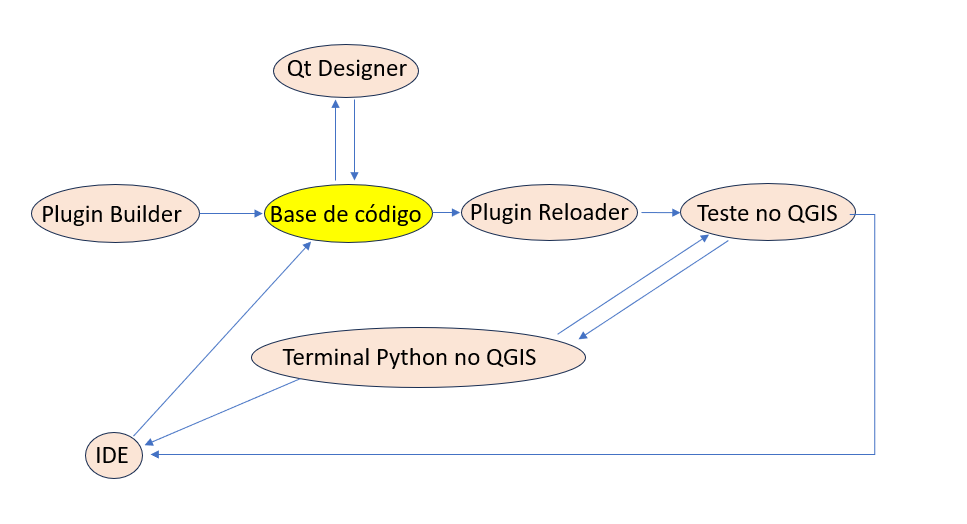 Qt Designer
Plugin Builder
Base de código
Plugin Reloader
Teste no QGIS
Terminal Python no QGIS
IDE